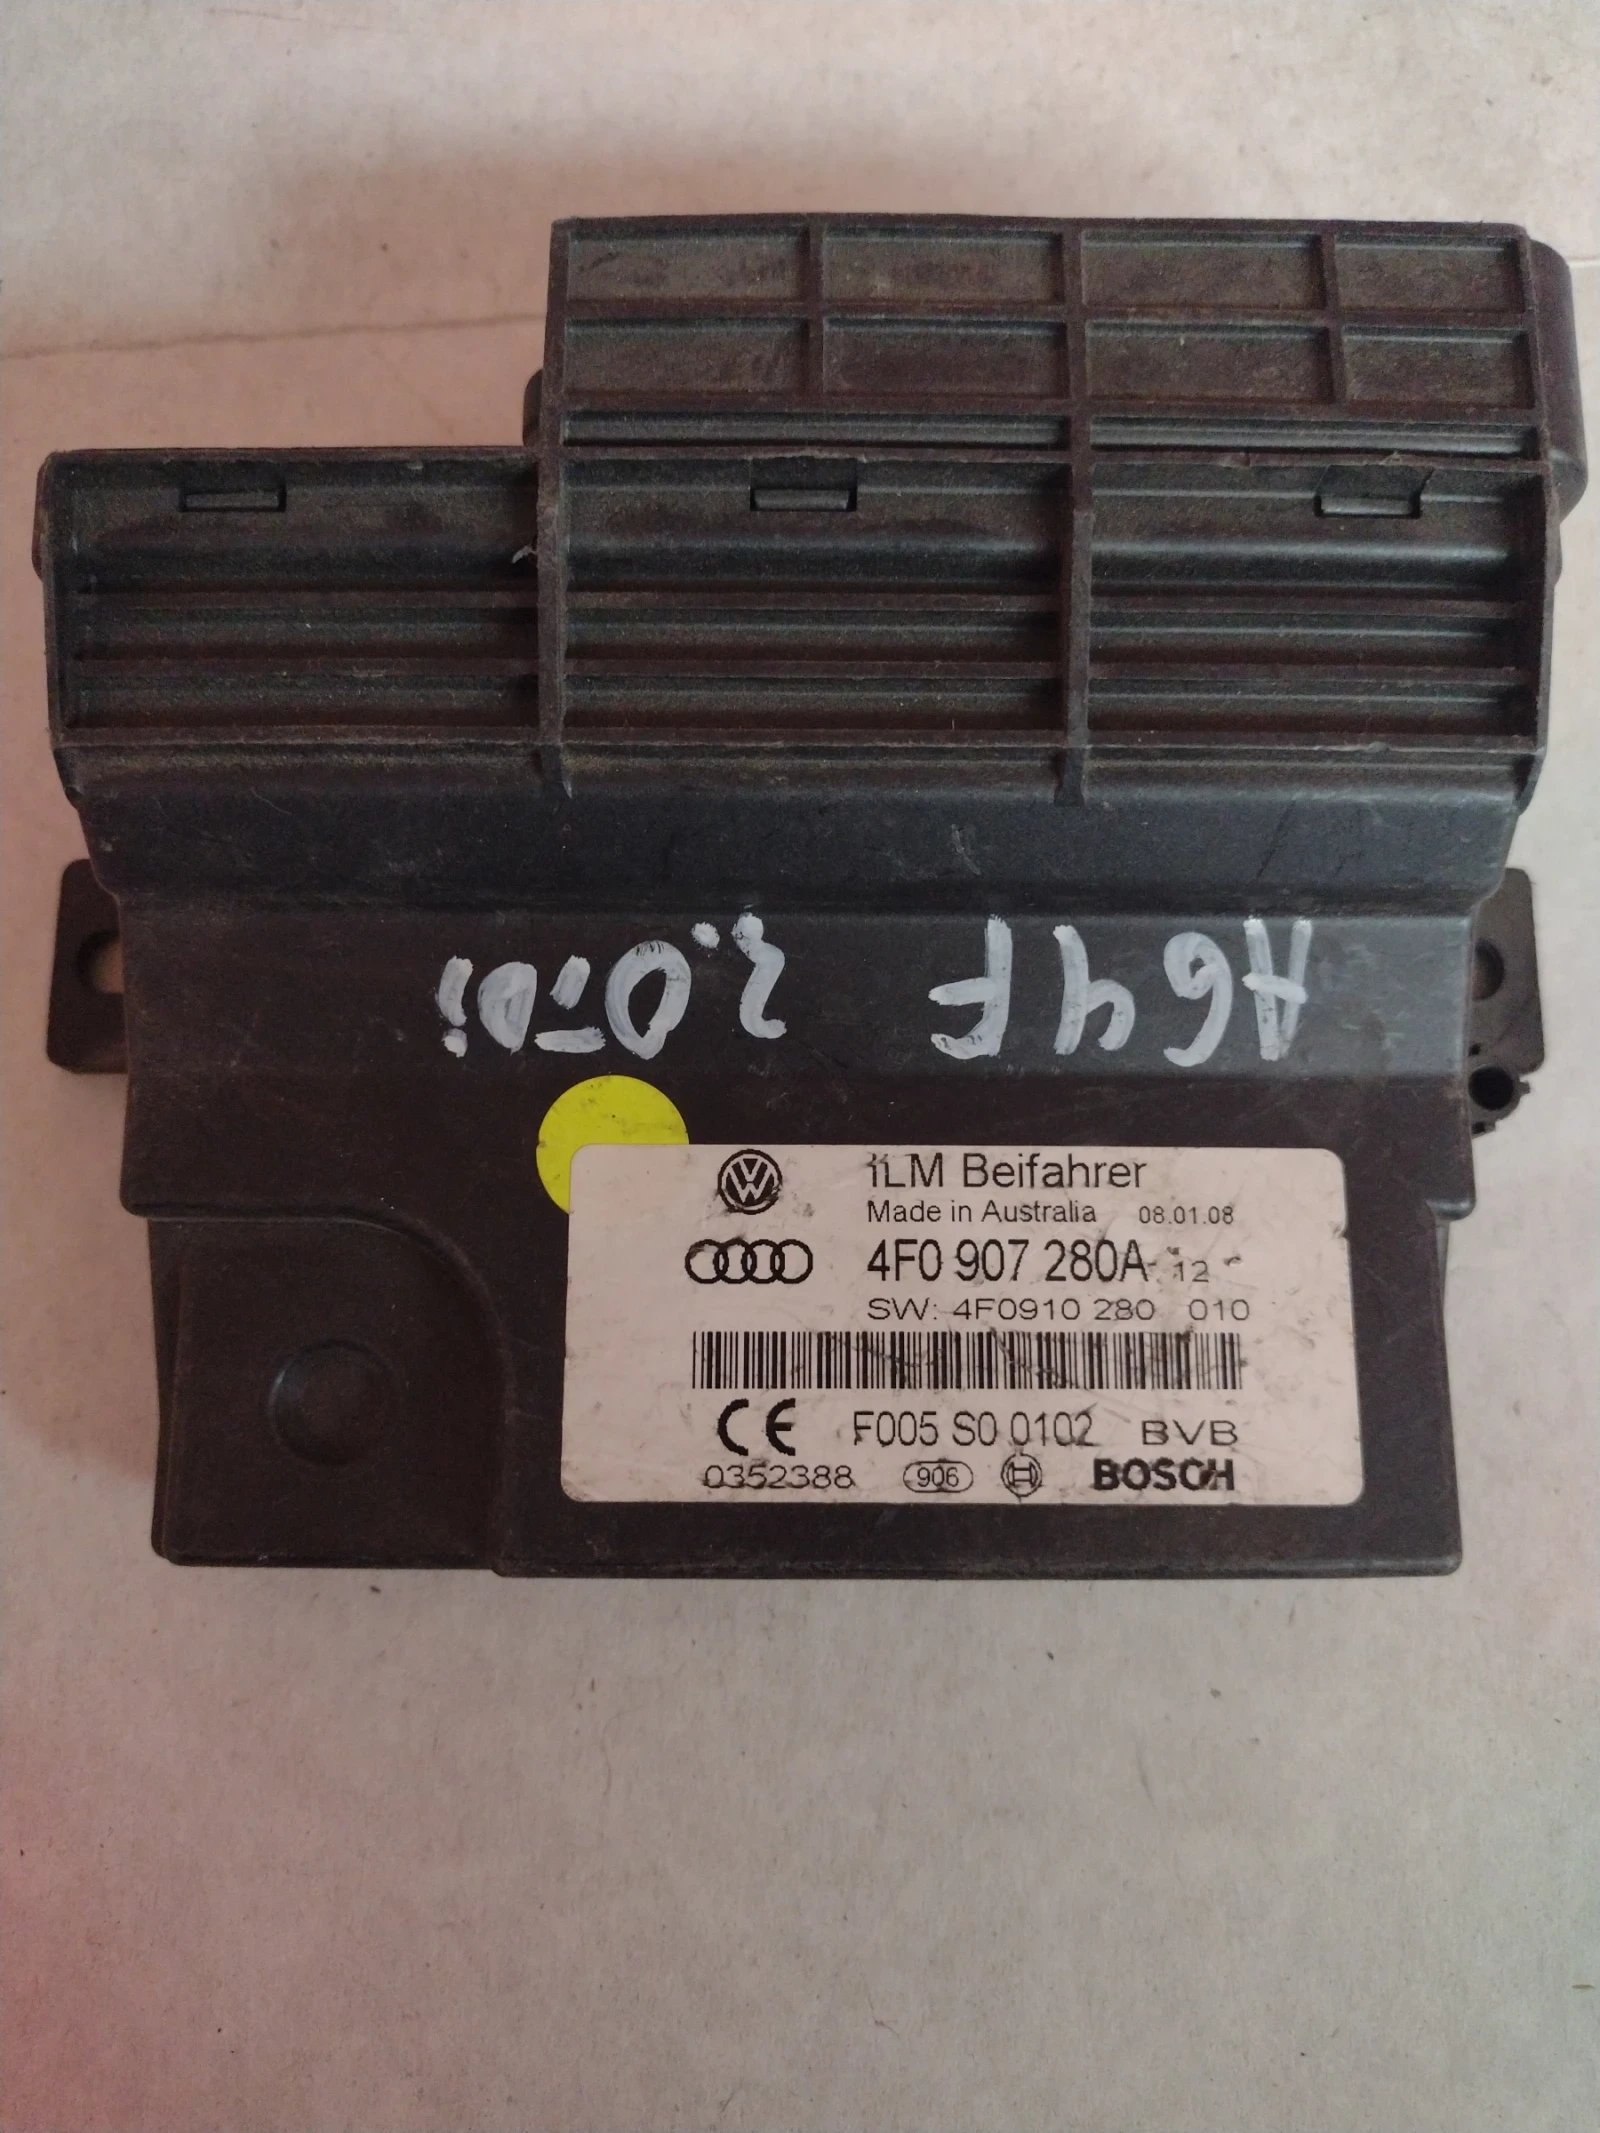 A6 4F 2.0TDi
iLM Beifahrer
Made in Australia 08.01.08
4F0 907 280A 12
SW: 4F0910 280 010
F005 S0 0102 BVB
0352388 906 BOSCH